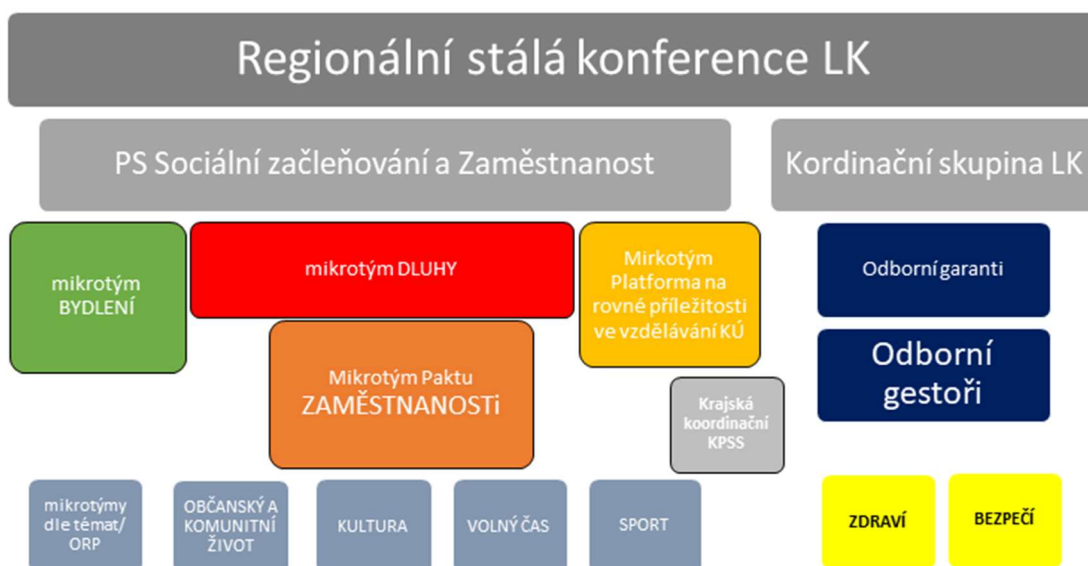 Regionální stálá konference LK
PS Sociální začleňování a Zaměstnanost
Kordinační skupina LK
mikrotým
BYDLENÍ
mikrotým DLUHY
Mirkotým
Platforma na
rovné příležitosti
ve vzdělávání KÚ
Odborní garanti
Mikrotým Paktu
ZAMĚSTNANOSTi
Odborní
gestoři
Krajská
koordinační
KPSS
mikrotýmy
dle témat/
ORP
OBČANSKÝ A
KOMUNITNÍ
ŽIVOT
KULTURA
VOLNÝ ČAS
SPORT
ZDRAVÍ
BEZPEČÍ